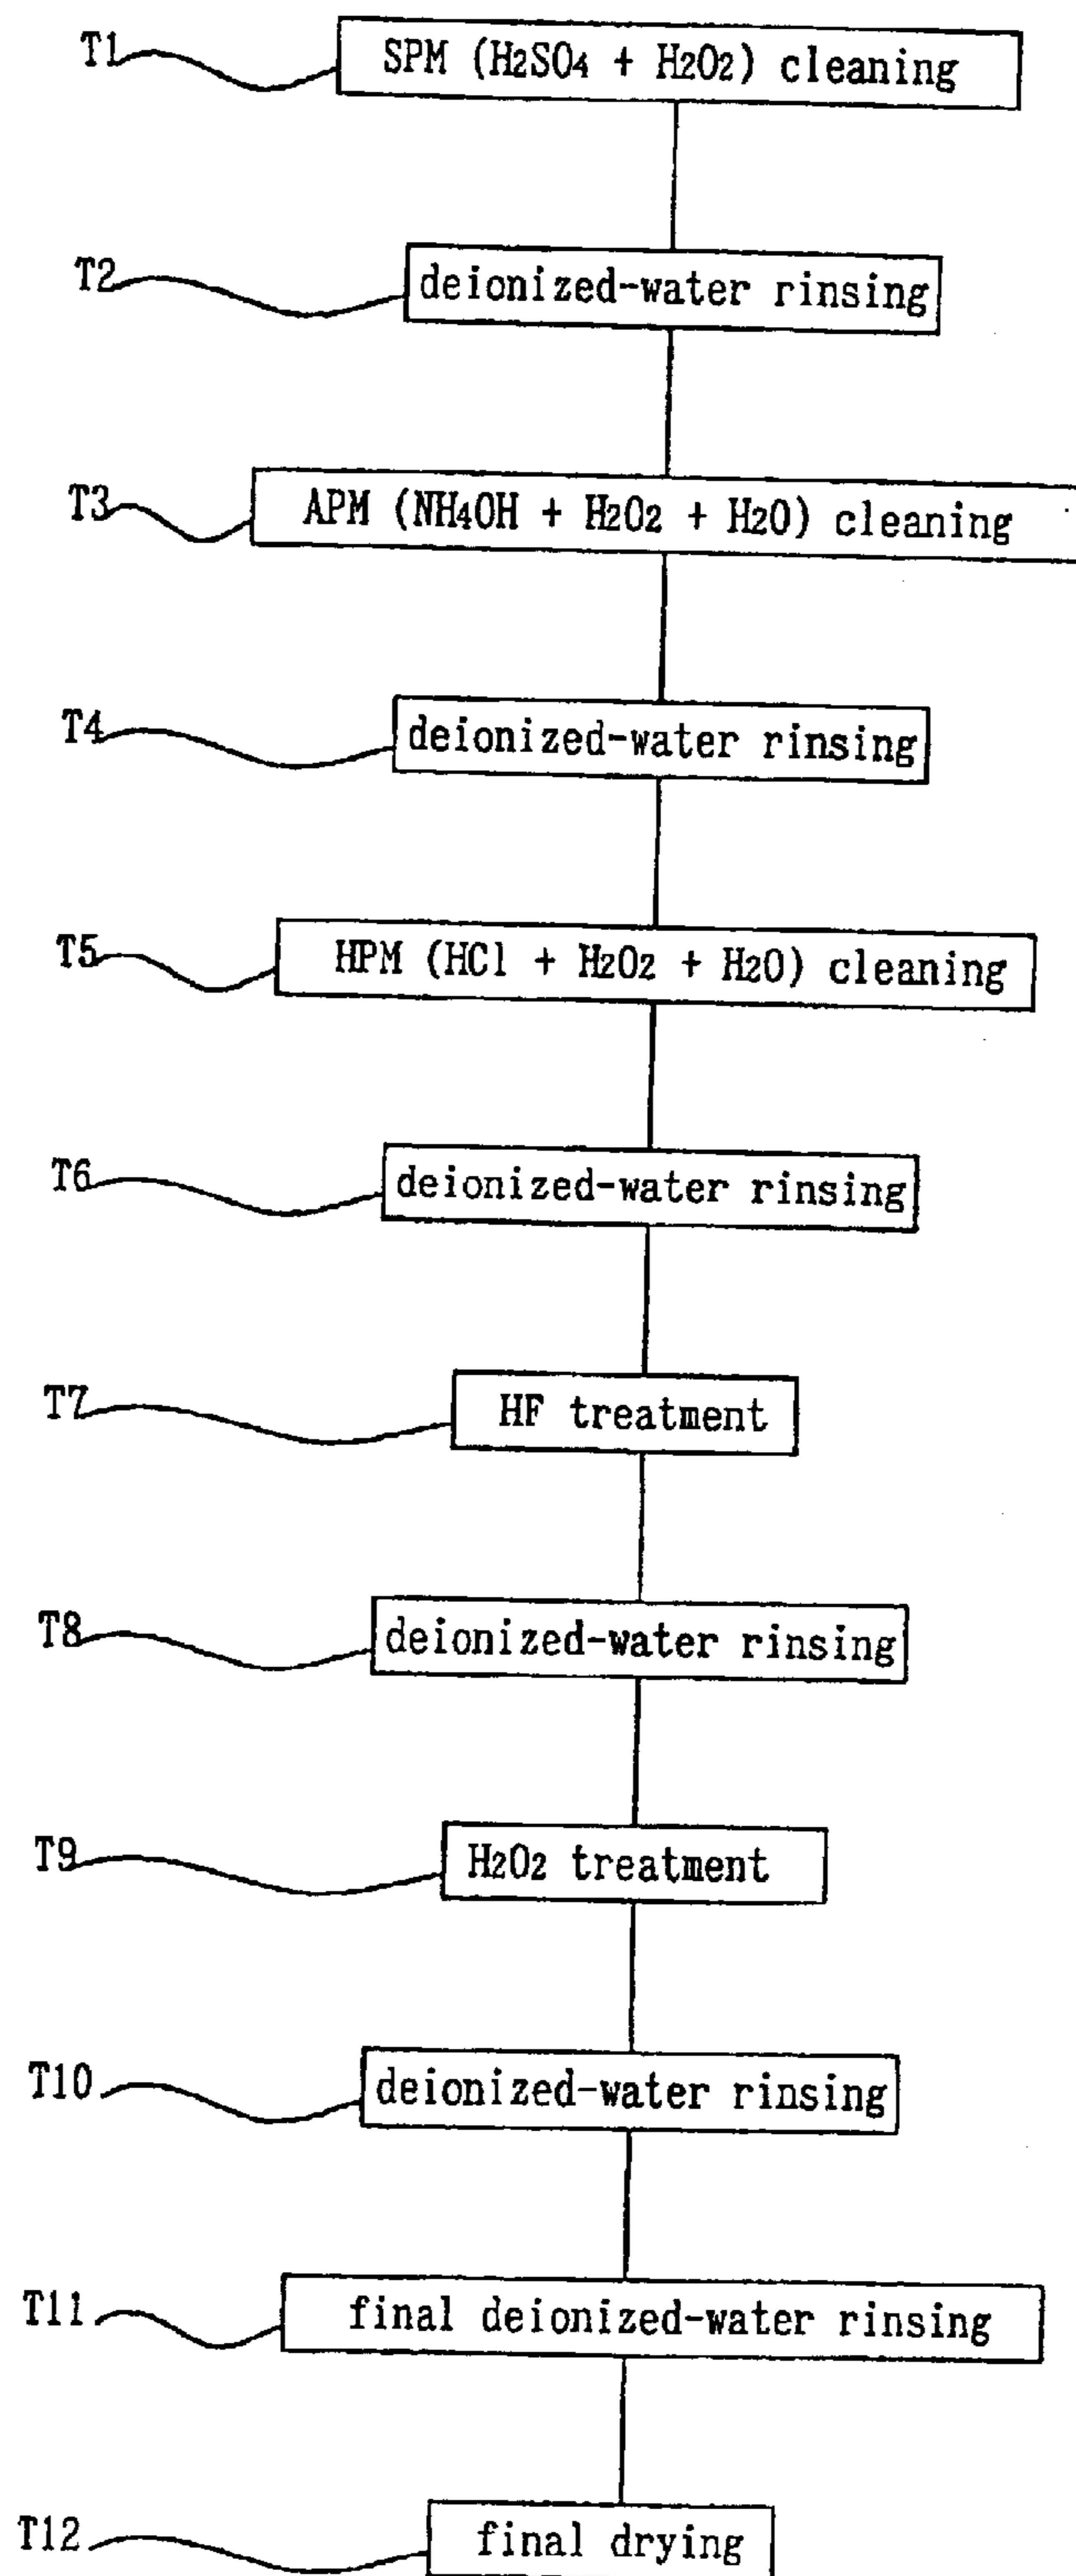 T1 SPM (H2SO4 + H2O2) cleaning
T2 deionized-water rinsing
T3 APM (NH4OH + H2O2 + H2O) cleaning
T4 deionized-water rinsing
T5 HPM (HCl + H2O2 + H2O) cleaning
T6 deionized-water rinsing
T7 HF treatment
T8 deionized-water rinsing
T9 H2O2 treatment
T10 deionized-water rinsing
T11 final deionized-water rinsing
T12 final drying